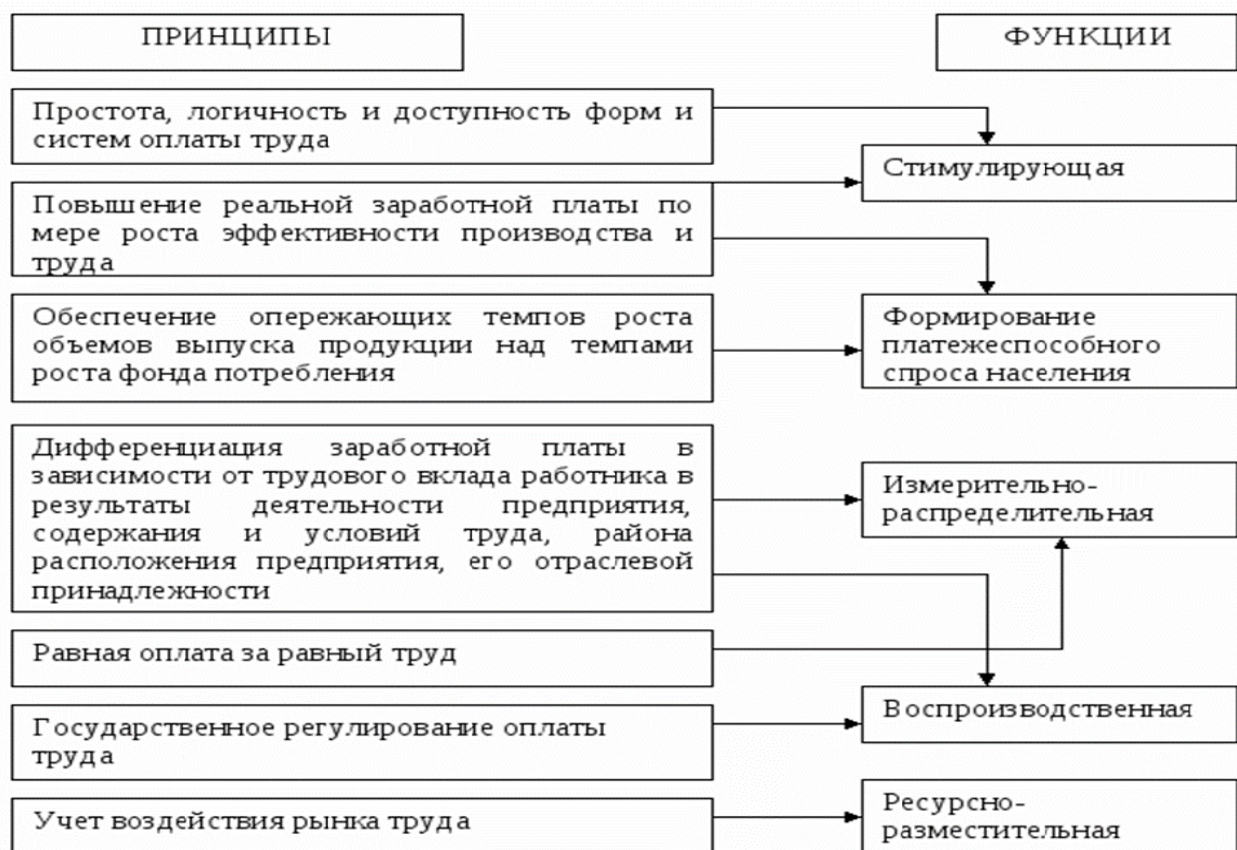 ПРИНЦИПЫ
ФУНКЦИИ
Простота, логичность и доступность форм и
систем оплаты труда
Стимулирующая
Повышение реальной заработной платы по
мере роста эффективности производства и
труда
Обеспечение опережающих темпов роста
объемов выпуска продукции над темпами
роста фонда потребления
Формирование
платежеспособного
спроса населения
Дифференциация заработной платы в
зависимости от трудового вклада работника в
результаты деятельности предприятия,
содержания и условий труда, района
расположения предприятия, его отраслевой
принадлежности
Измерительно-
распределительная
Равная оплата за равный труд
Воспроизводственная
Государственное регулирование оплаты
труда
Учет воздействия рынка труда
Ресурсно-
разместительная